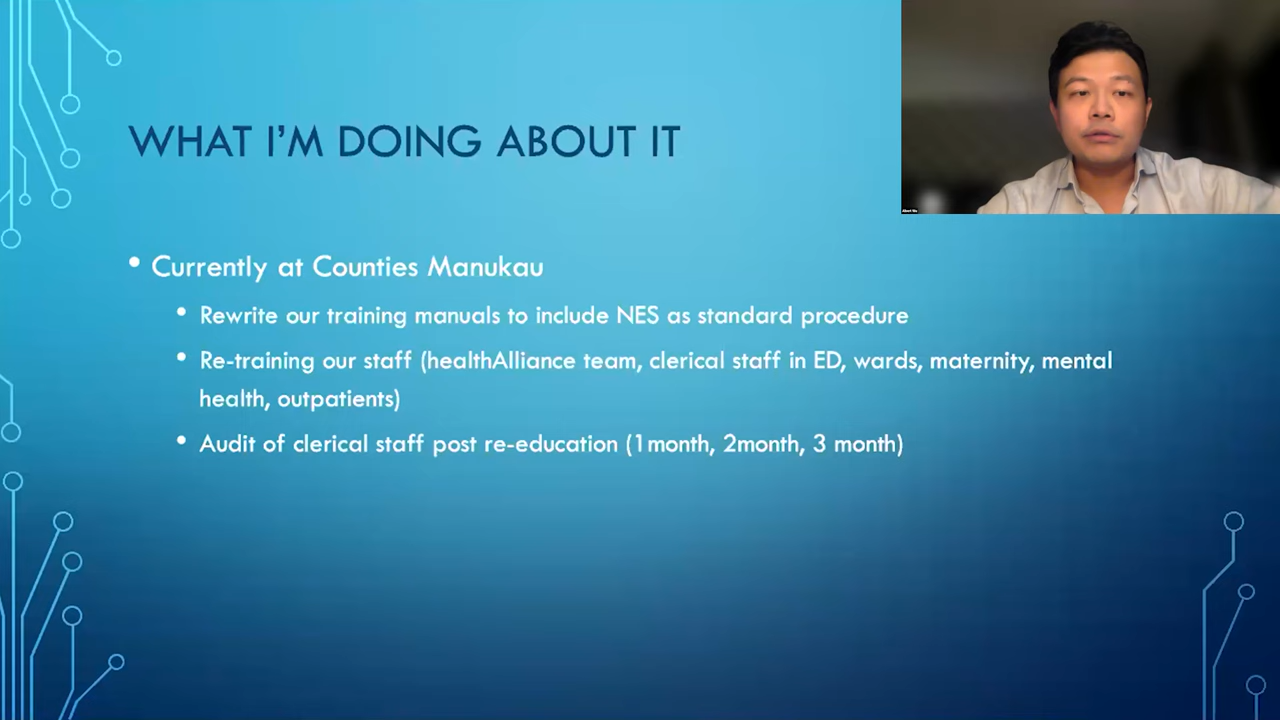 WHAT I'M DOING ABOUT IT
• Currently at Counties Manukau
• Rewrite our training manuals to include NES as standard procedure
• Re-training our staff (healthAlliance team, clerical staff in ED, wards, maternity, mental
health, outpatients)
• Audit of clerical staff post re-education (1month, 2month, 3 month)